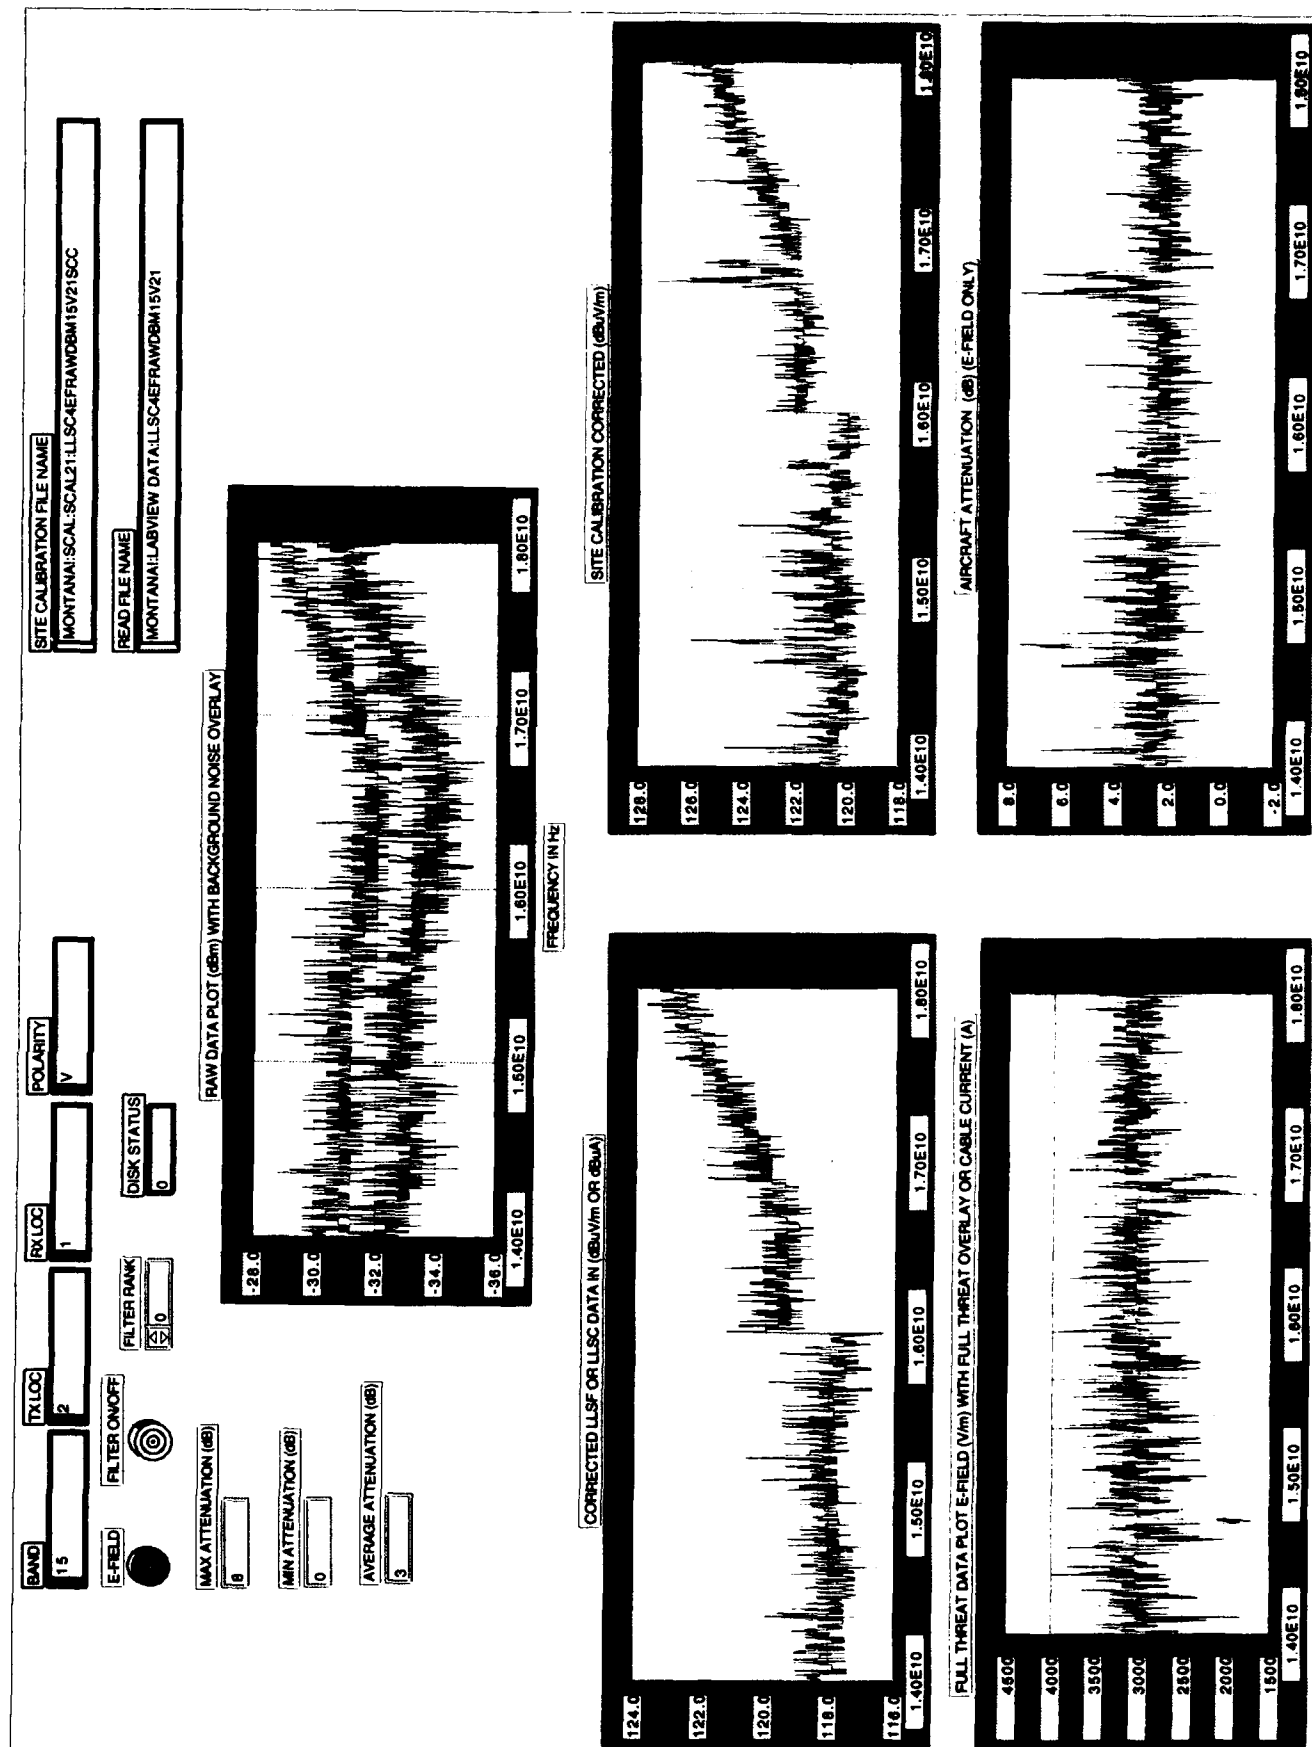 BAND
15
TX LOC
2
RX LOC
1
POLARITY
V
SITE CALIBRATION FILE NAME
MONTANAI:SCAL:SCAL21:LLSC4EFRAWDBM15V21SCC
E-FIELD
FILTER ON/OFF
FILTER RANK
0
DISK STATUS
0
READ FILE NAME
MONTANAI:LABVIEW DATA:LLSC4EFRAWDBM15V21
MAX ATTENUATION (dB)
8
MIN ATTENUATION (dB)
0
AVERAGE ATTENUATION (dB)
3
RAW DATA PLOT (dBm) WITH BACKGROUND NOISE OVERLAY
-28.0
-30.0
-32.0
-34.0
-36.0
1.40E10
1.50E10
1.60E10
1.70E10
1.80E10
FREQUENCY IN Hz
CORRECTED LLSF OR LLSC DATA IN (dBuV/m OR dBuA)
124.0
122.0
120.0
118.0
116.0
1.40E10
1.50E10
1.60E10
1.70E10
1.80E10
SITE CALIBRATION CORRECTED (dBuV/m)
128.0
126.0
124.0
122.0
120.0
118.0
1.40E10
1.50E10
1.60E10
1.70E10
1.80E10
FULL THREAT DATA PLOT E-FIELD (V/m) WITH FULL THREAT OVERLAY OR CABLE CURRENT (A)
4500
4000
3500
3000
2500
2000
1500
1.40E10
1.50E10
1.60E10
1.70E10
1.80E10
AIRCRAFT ATTENUATION (dB) (E-FIELD ONLY)
8.0
6.0
4.0
2.0
0.0
-2.0
1.40E10
1.50E10
1.60E10
1.70E10
1.80E10